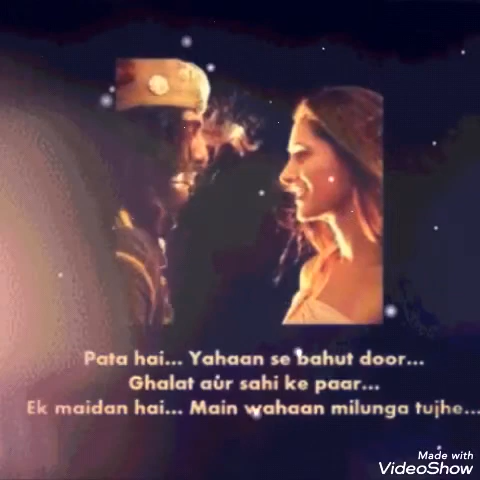 Pata hai... Yahaan se bahut door...
Ghalat aur sahi ke paar...
Ek maidan hai... Main wahaan milunga tujhe...
Made with
VideoShow